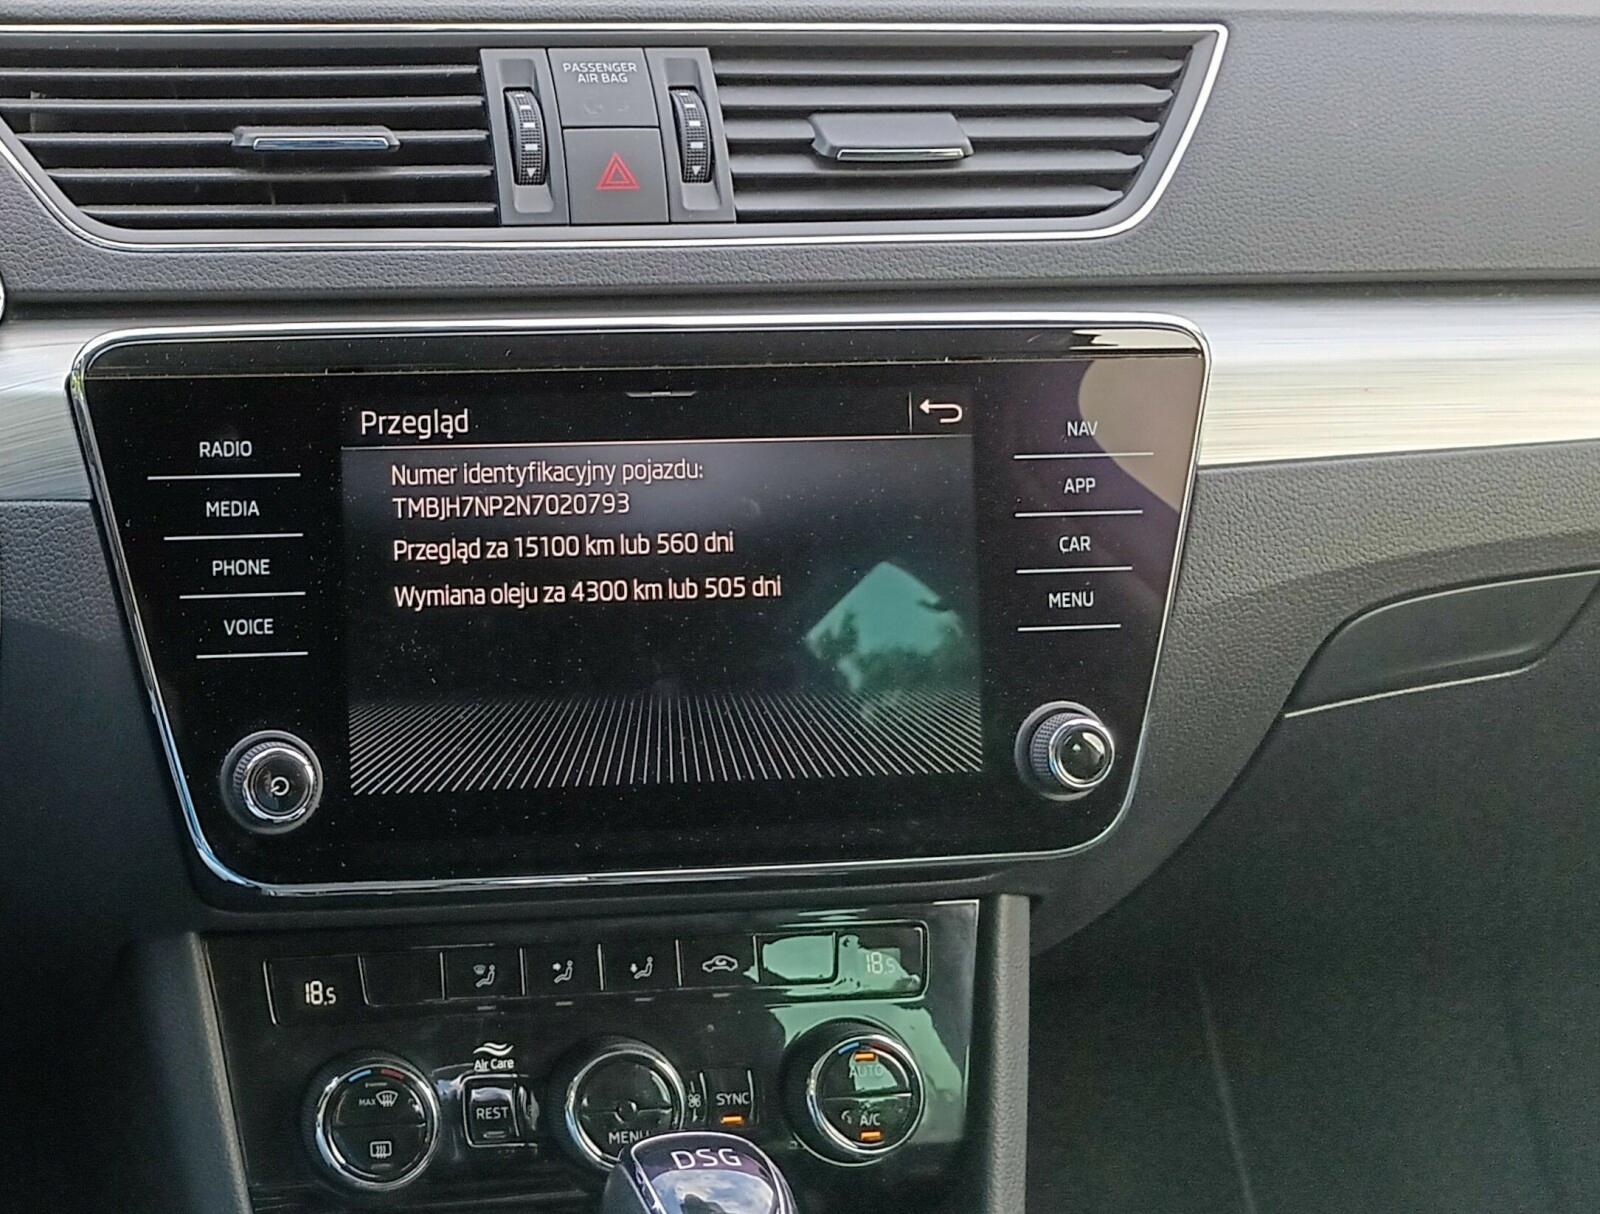 PASSENGER
AIR BAG
Przegląd
RADIO
MEDIA
PHONE
VOICE
Numer identyfikacyjny pojazdu:
TMBJH7NP2N7020793
Przegląd za 15100 km lub 560 dni
Wymiana oleju za 4300 km lub 505 dni
NAV
APP
CAR
MENU
18.5
18.5
MAX
Air Care
REST
MENU
SYNC
AUTO
A/C
DSG